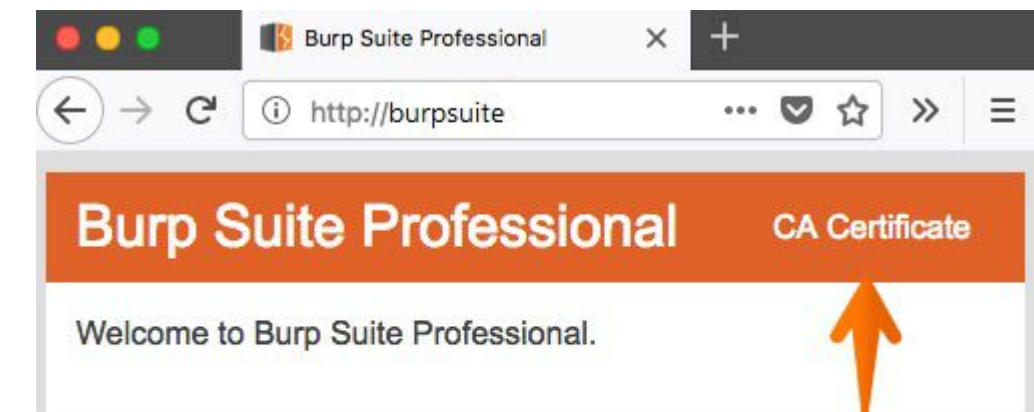 Burp Suite Professional
http://burpsuite
Burp Suite Professional
CA Certificate
Welcome to Burp Suite Professional.